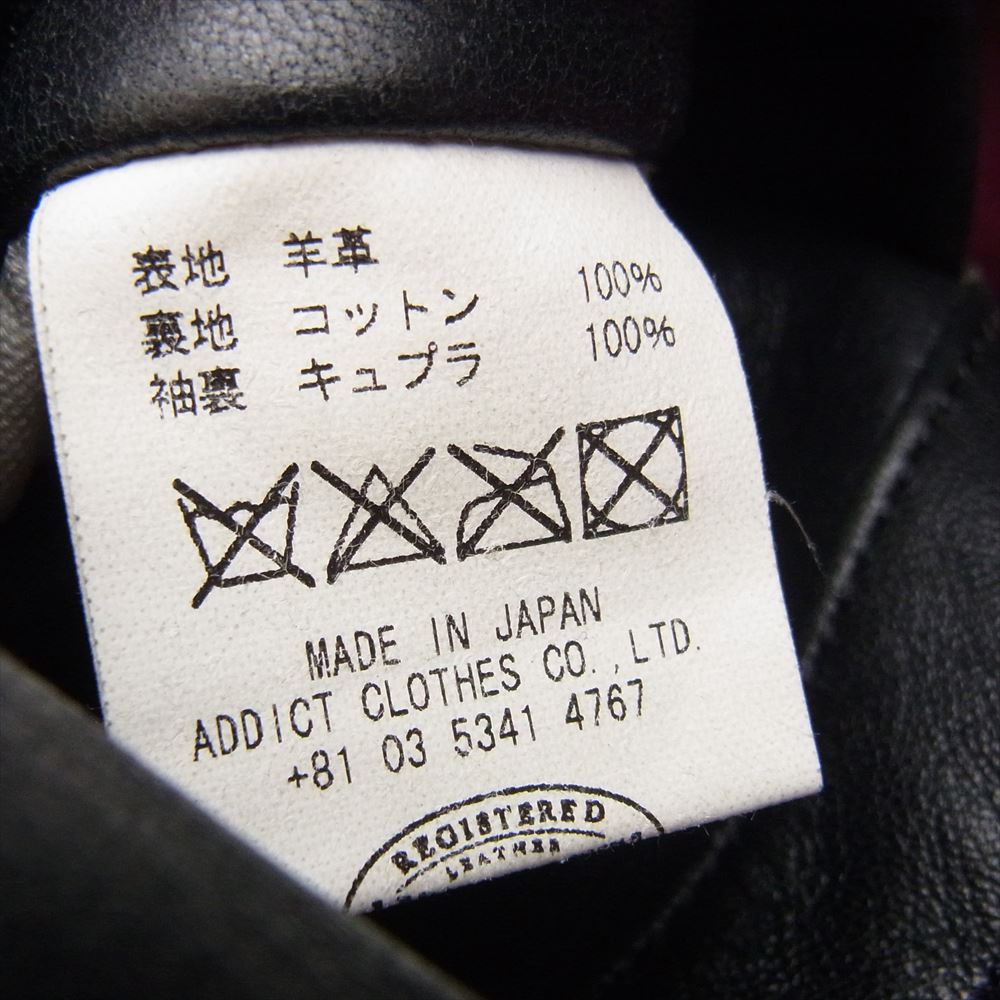 表地 羊革
裏地 コットン 100%
袖裏 キュプラ 100%
MADE IN JAPAN
ADDICT CLOTHES CO.,LTD.
+81 03 5341 4767
REGISTERED
LEATHER